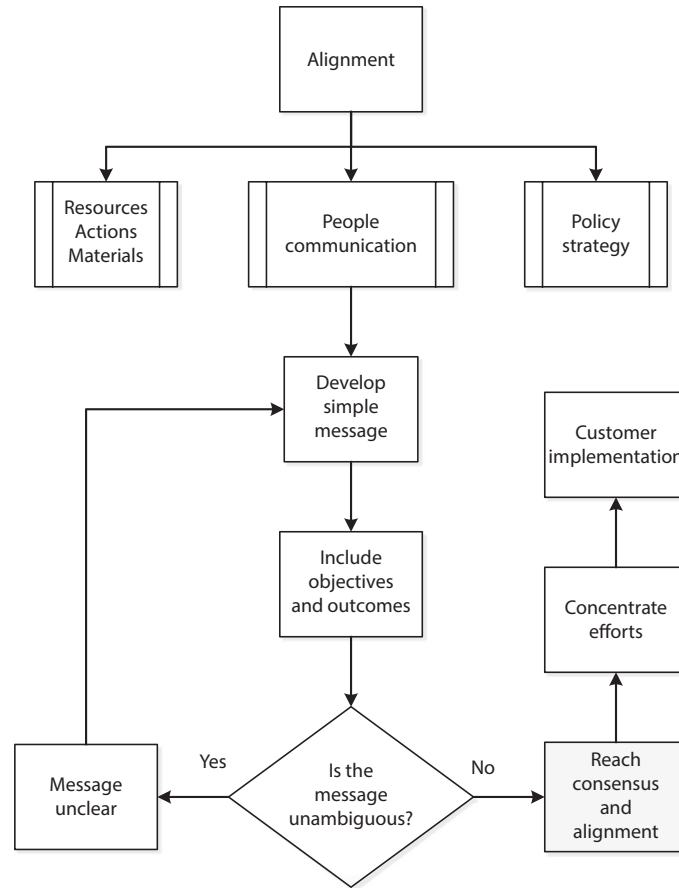 Alignment
Resources
Actions
Materials
People
communication
Policy
strategy
Develop
simple
message
Customer
implementation
Include
objectives
and outcomes
Concentrate
efforts
Message
unclear
Yes
Is the
message
unambiguous?
No
Reach
consensus
and
alignment